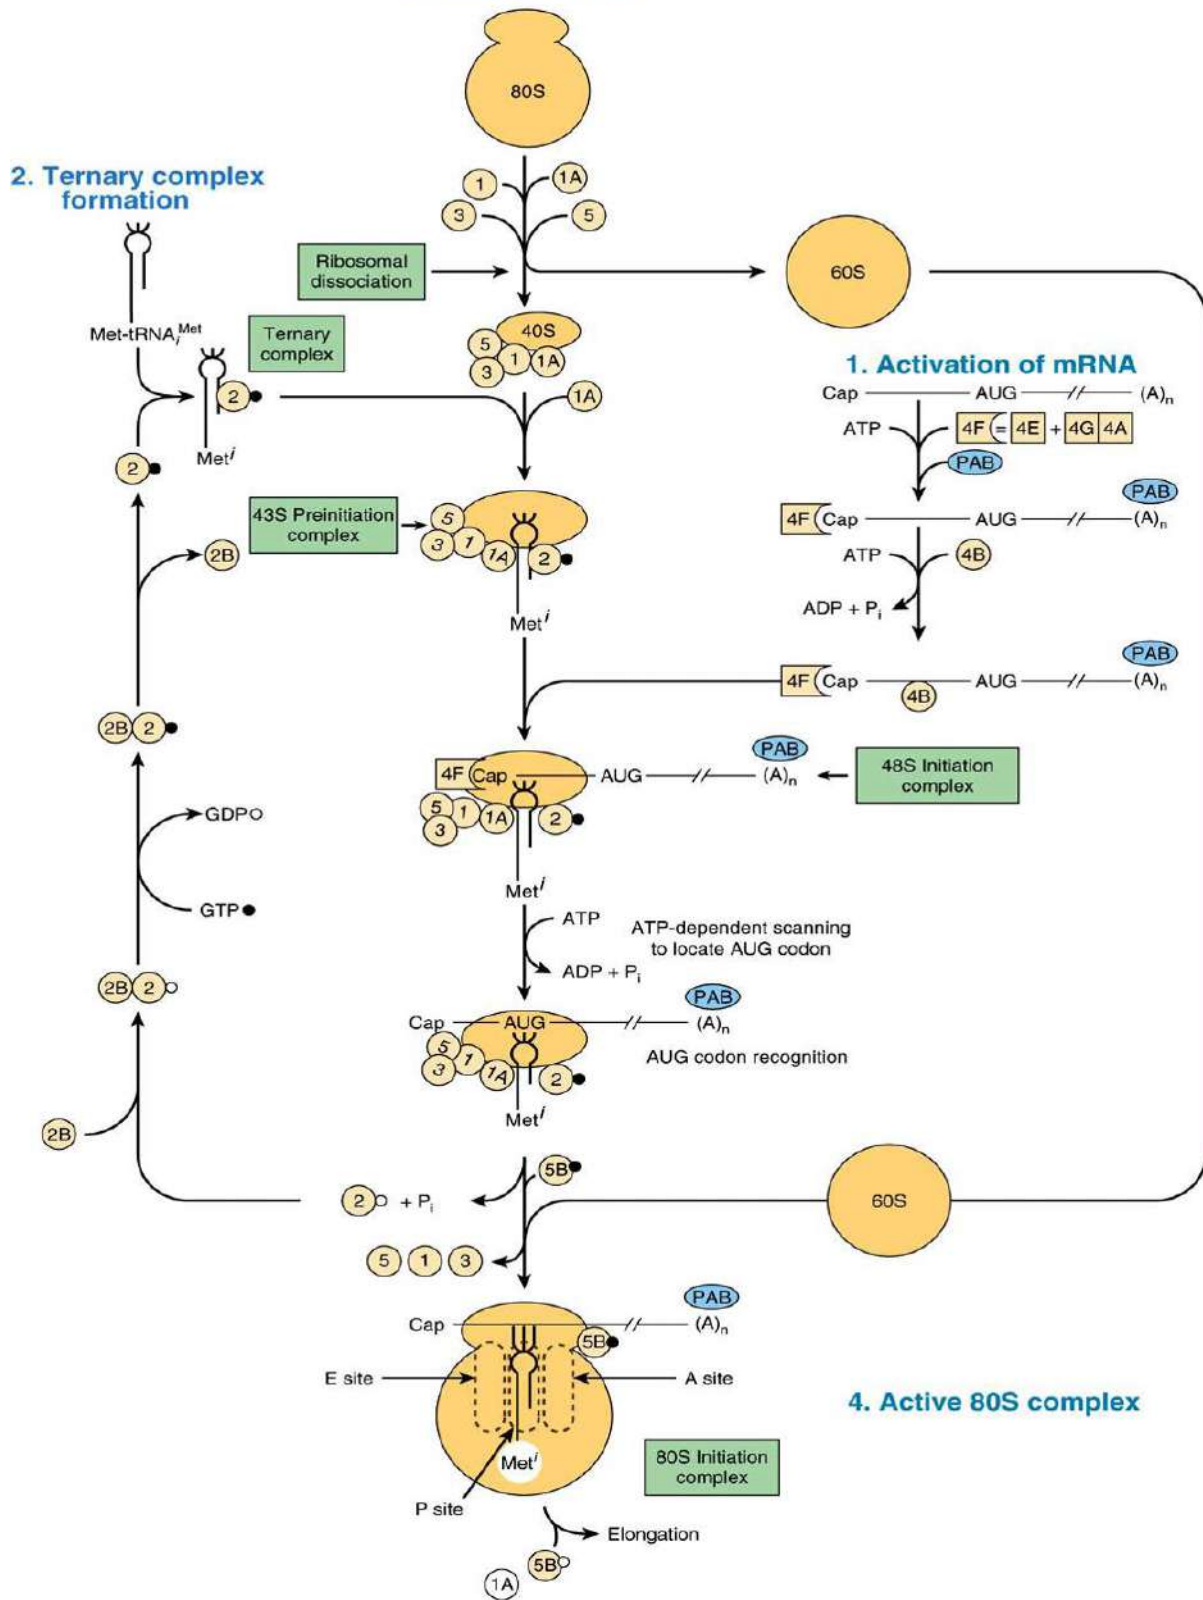 80S
2. Ternary complex
formation
1
1A
3
5
Ribosomal
dissociation
60S
Met-tRNAiMet
Ternary
complex
40S
5
1
1A
3
2
Meti
1A
1. Activation of mRNA
Cap
AUG
(A)n
ATP
4F = 4E + 4G 4A
PAB
2
PAB
4F Cap
AUG
(A)n
43S Preinitiation
complex
5
3
1
1A
2
2B
ATP
4B
ADP + Pi
Meti
PAB
4F Cap
AUG
(A)n
4B
2B 2
PAB
4F Cap
AUG
(A)n
48S Initiation
complex
5
1
1A
2
3
GDP
Meti
GTP
ATP
ATP-dependent scanning
to locate AUG codon
ADP + Pi
2B 2
PAB
Cap
AUG
(A)n
5
1
3
1A
2
AUG codon recognition
Meti
2B
5B
2 + Pi
60S
5 1 3
PAB
Cap
(A)n
5B
E site
A site
4. Active 80S complex
Meti
80S Initiation
complex
P site
Elongation
5B
1A